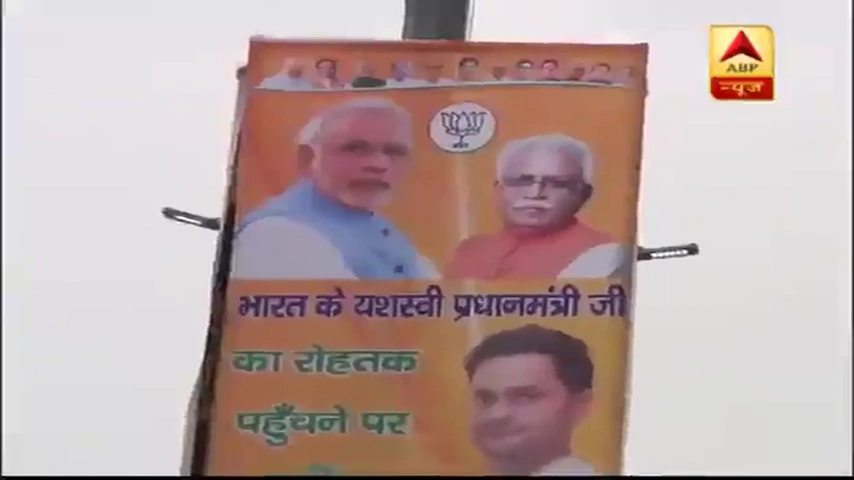 ABP
न्यूज़
भारत के यशस्वी प्रधानमंत्री जी
का रोहतक
पहुँचने पर